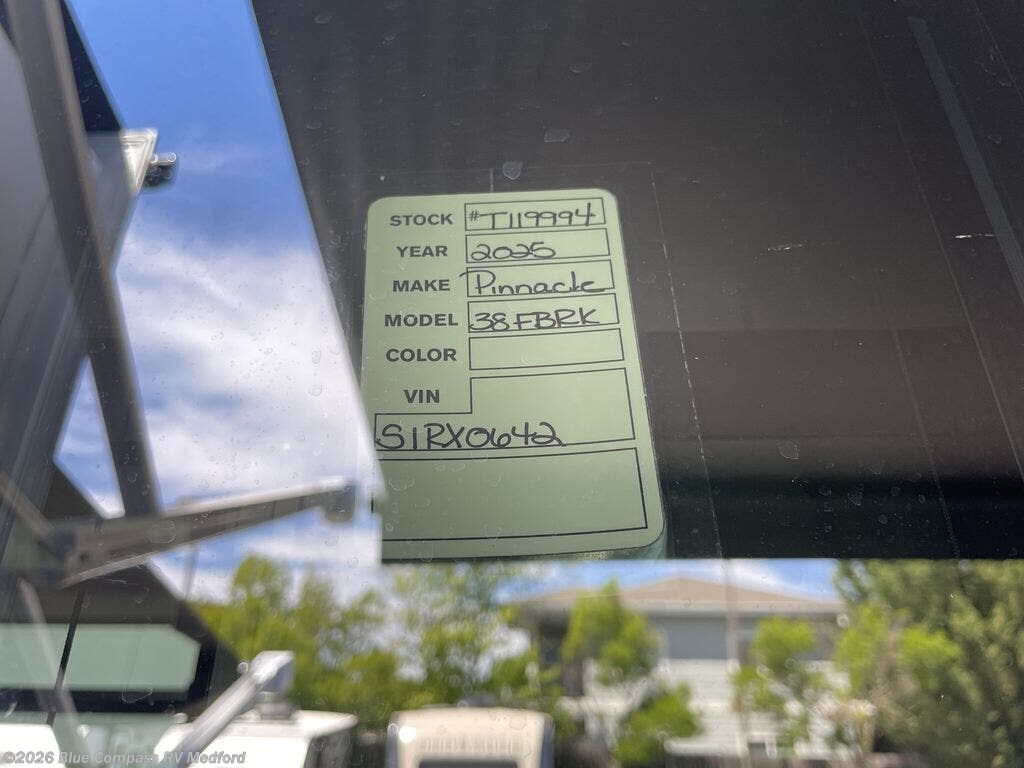 STOCK #T119994
YEAR 2025
MAKE Pinnacle
MODEL 38FBRK
COLOR
VIN
S1RX0642
©2026 Blue Compass RV Medford